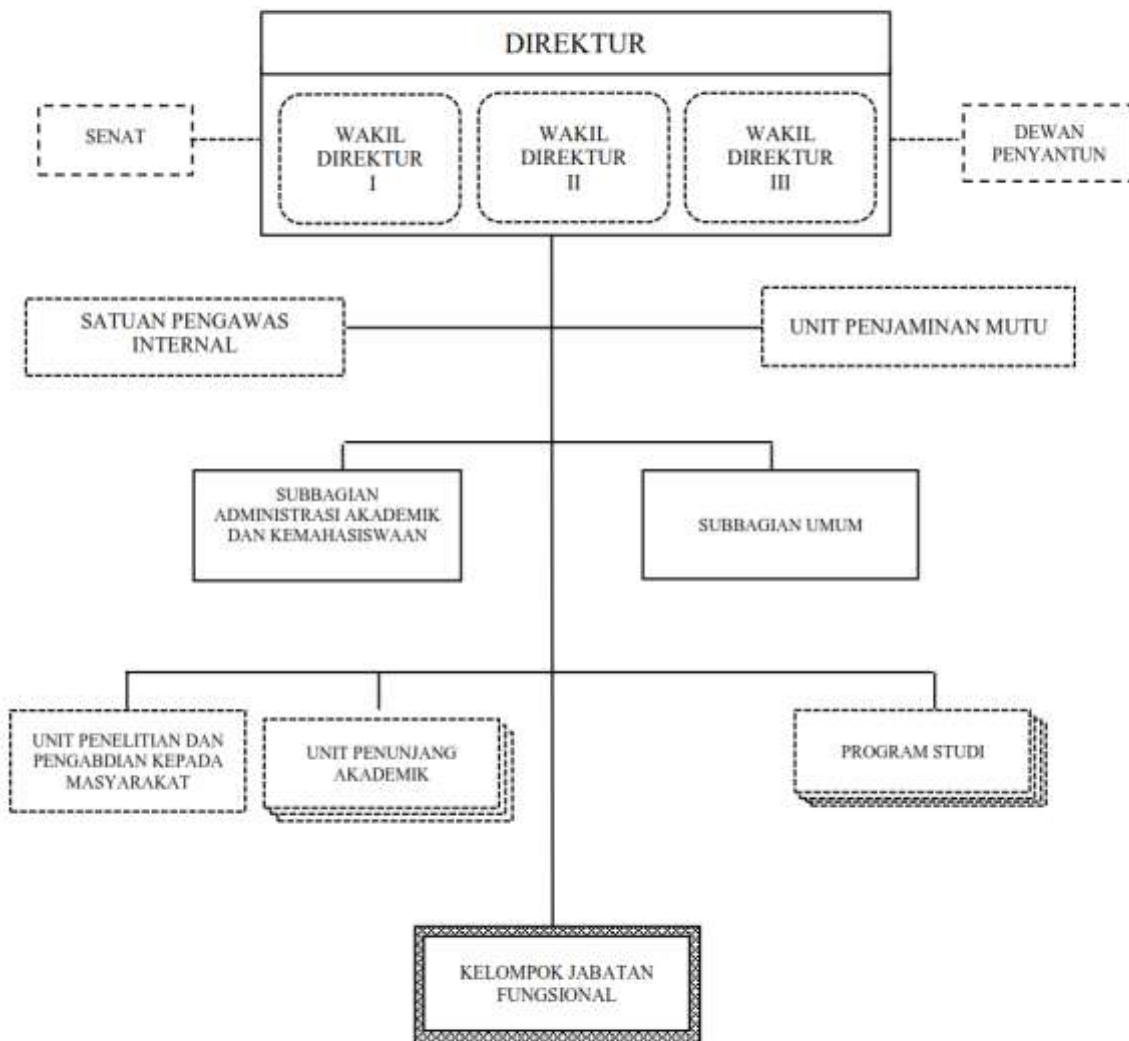 DIREKTUR
SENAT
WAKIL
DIREKTUR
I
WAKIL
DIREKTUR
II
WAKIL
DIREKTUR
III
DEWAN
PENYANTUN
SATUAN PENGAWAS
INTERNAL
UNIT PENJAMINAN MUTU
SUBBAGIAN
ADMINISTRASI AKADEMIK
DAN KEMAHASISWAAN
SUBBAGIAN UMUM
UNIT PENELITIAN DAN
PENGABDIAN KEPADA
MASYARAKAT
UNIT PENUNJANG
AKADEMIK
PROGRAM STUDI
KELOMPOK JABATAN
FUNGSIONAL